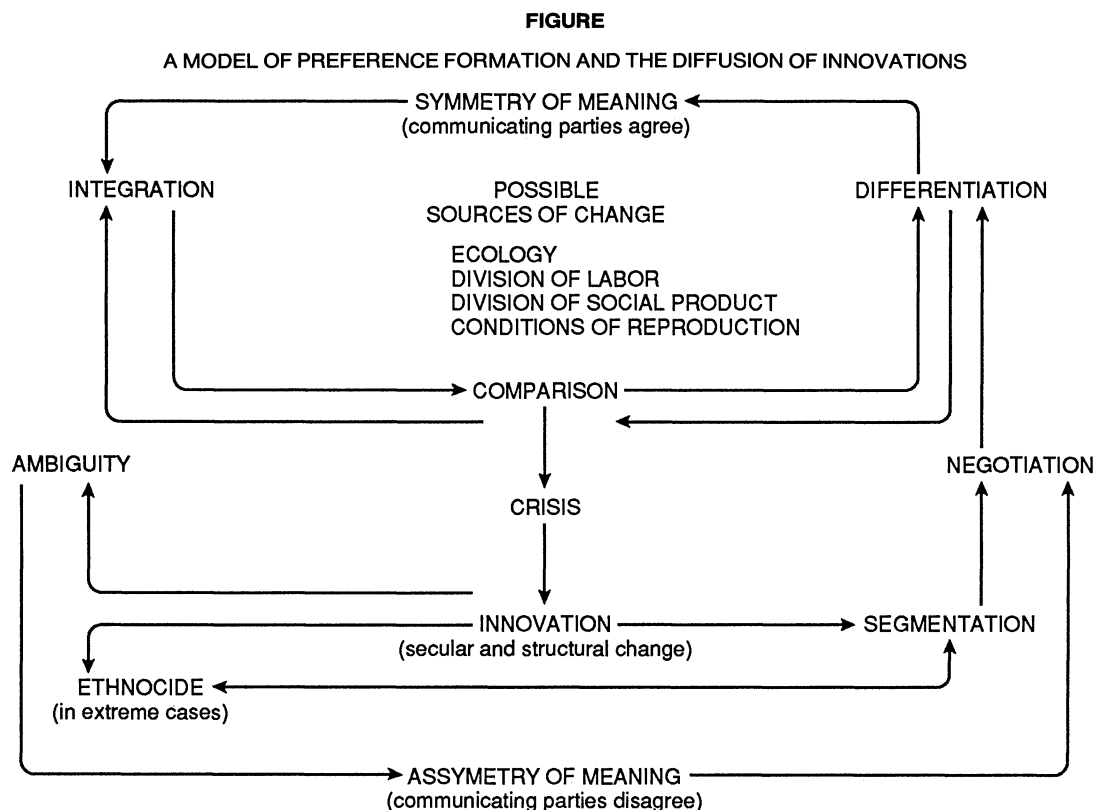 FIGURE
A MODEL OF PREFERENCE FORMATION AND THE DIFFUSION OF INNOVATIONS
SYMMETRY OF MEANING
(communicating parties agree)
INTEGRATION
POSSIBLE
SOURCES OF CHANGE
DIFFERENTIATION
ECOLOGY
DIVISION OF LABOR
DIVISION OF SOCIAL PRODUCT
CONDITIONS OF REPRODUCTION
COMPARISON
AMBIGUITY
NEGOTIATION
CRISIS
INNOVATION
(secular and structural change)
SEGMENTATION
ETHNOCIDE
(in extreme cases)
ASSYMETRY OF MEANING
(communicating parties disagree)